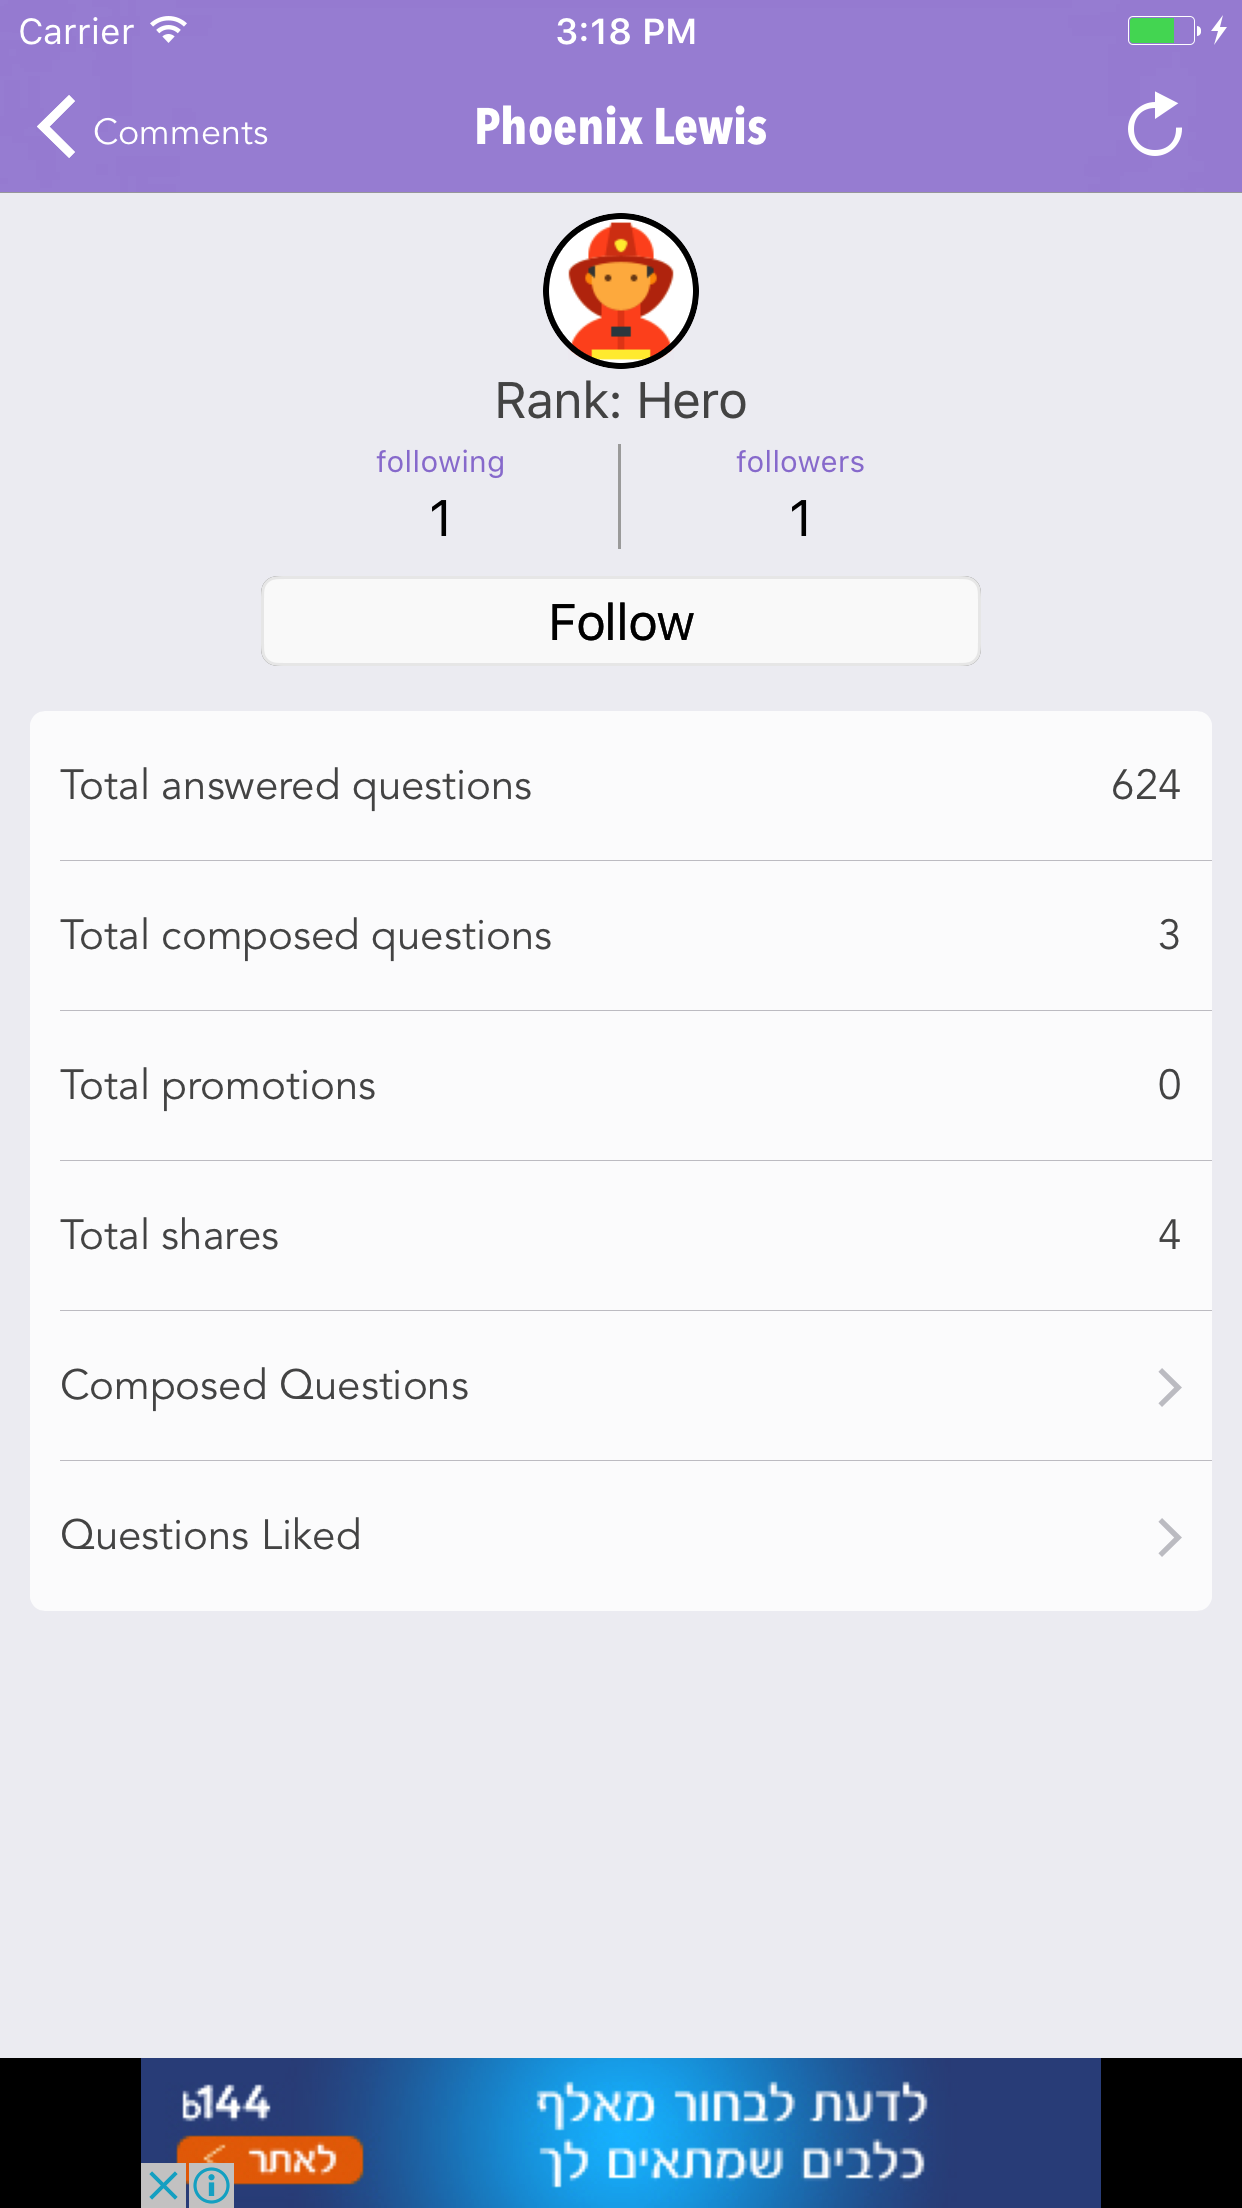 Carrier 3:18 PM
Comments Phoenix Lewis
Rank: Hero
following followers
1 1
Follow
Total answered questions 624
Total composed questions 3
Total promotions 0
Total shares 4
Composed Questions
Questions Liked
b144
לדעת לבחור מאלף
כלבים שמתאים לך
לאתר >